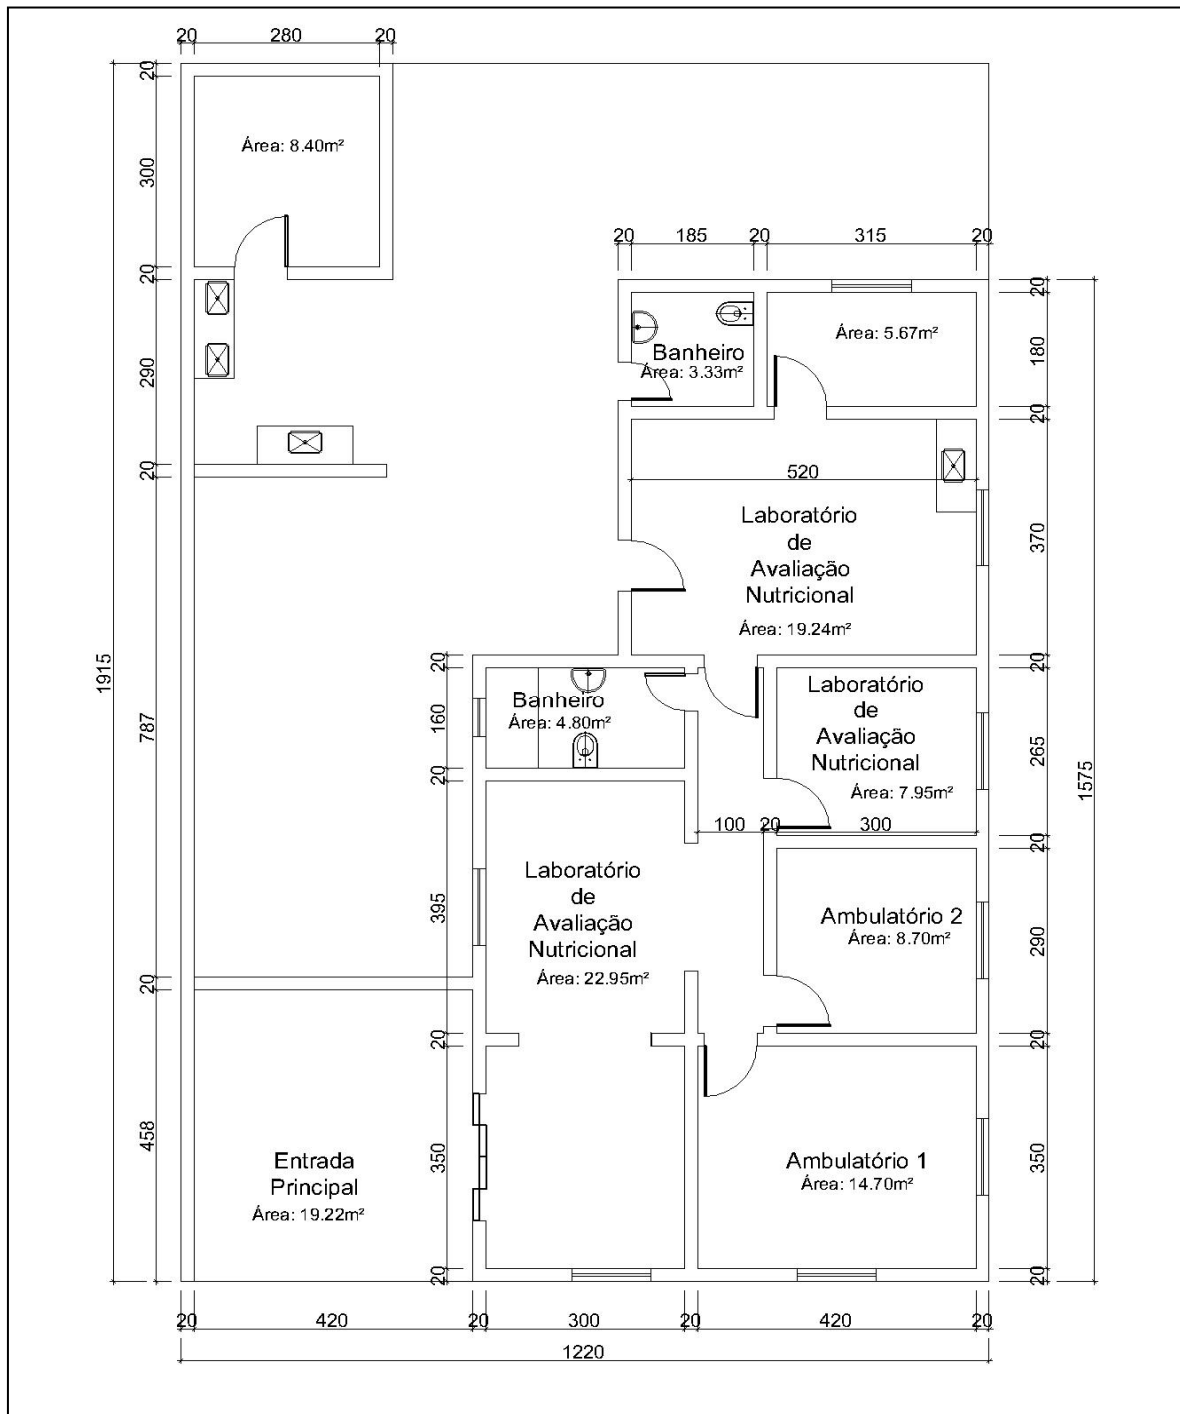 20 280 20
20
Área: 8.40m²
300
20 185 20 315 20
20
20
Área: 5.67m²
Banheiro
Área: 3.33m²
180
290
20
20
520
Laboratório
de
Avaliação
Nutricional
Área: 19.24m²
370
20
20
1915
Laboratório
de
Avaliação
Nutricional
Área: 7.95m²
Banheiro
Área: 4.80m²
160
787
265
20
1575
100 20 300
20
Laboratório
de
Avaliação
Nutricional
Área: 22.95m²
395
Ambulatório 2
Área: 8.70m²
290
20
20
20
458
350
Entrada
Principal
Área: 19.22m²
Ambulatório 1
Área: 14.70m²
350
20
20
20 420 20 300 20 420 20
1220